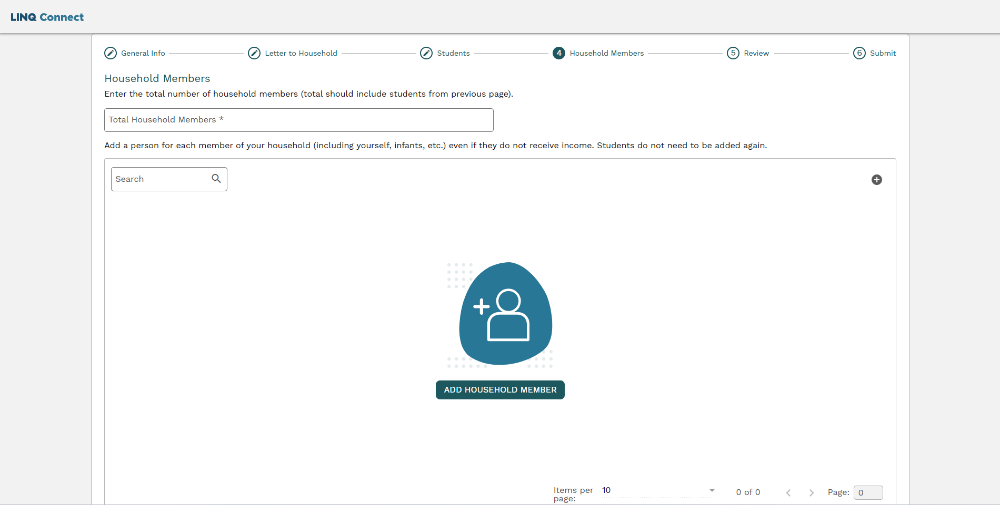 LINQ Connect
General Info
Letter to Household
Students
4 Household Members
5 Review
6 Submit
Household Members
Enter the total number of household members (total should include students from previous page).
Total Household Members *
Add a person for each member of your household (including yourself, infants, etc.) even if they do not receive income. Students do not need to be added again.
Search
ADD HOUSEHOLD MEMBER
Items per
page:
10
0 of 0
Page:
0